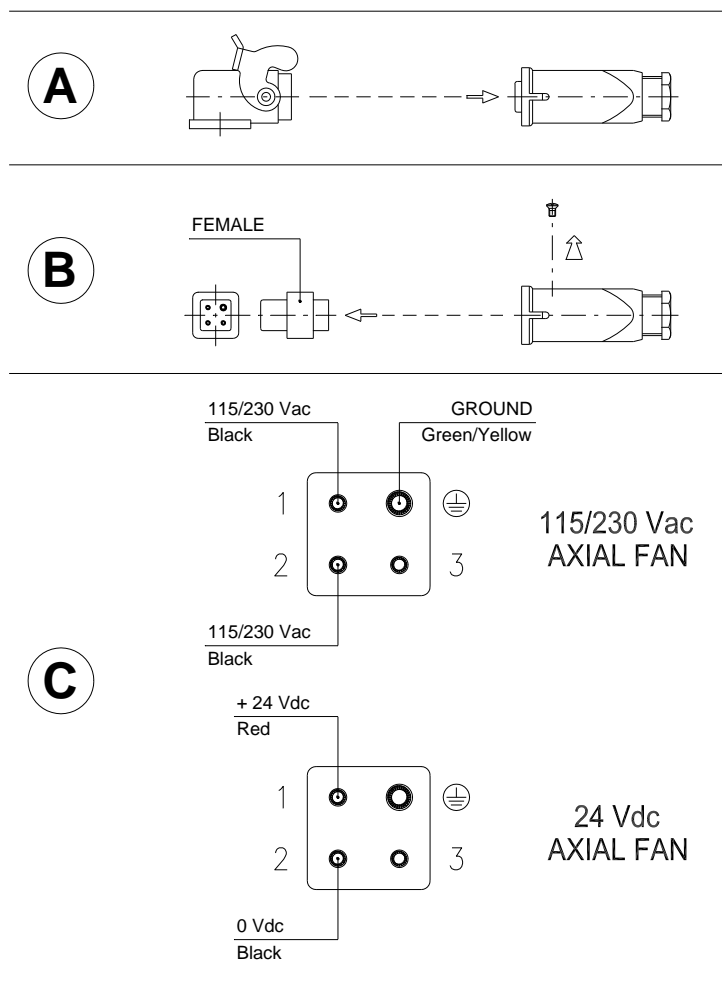 A
B
FEMALE
C
115/230 Vac
Black
GROUND
Green/Yellow
1
2
3
115/230 Vac
AXIAL FAN
115/230 Vac
Black
+ 24 Vdc
Red
1
2
3
24 Vdc
AXIAL FAN
0 Vdc
Black